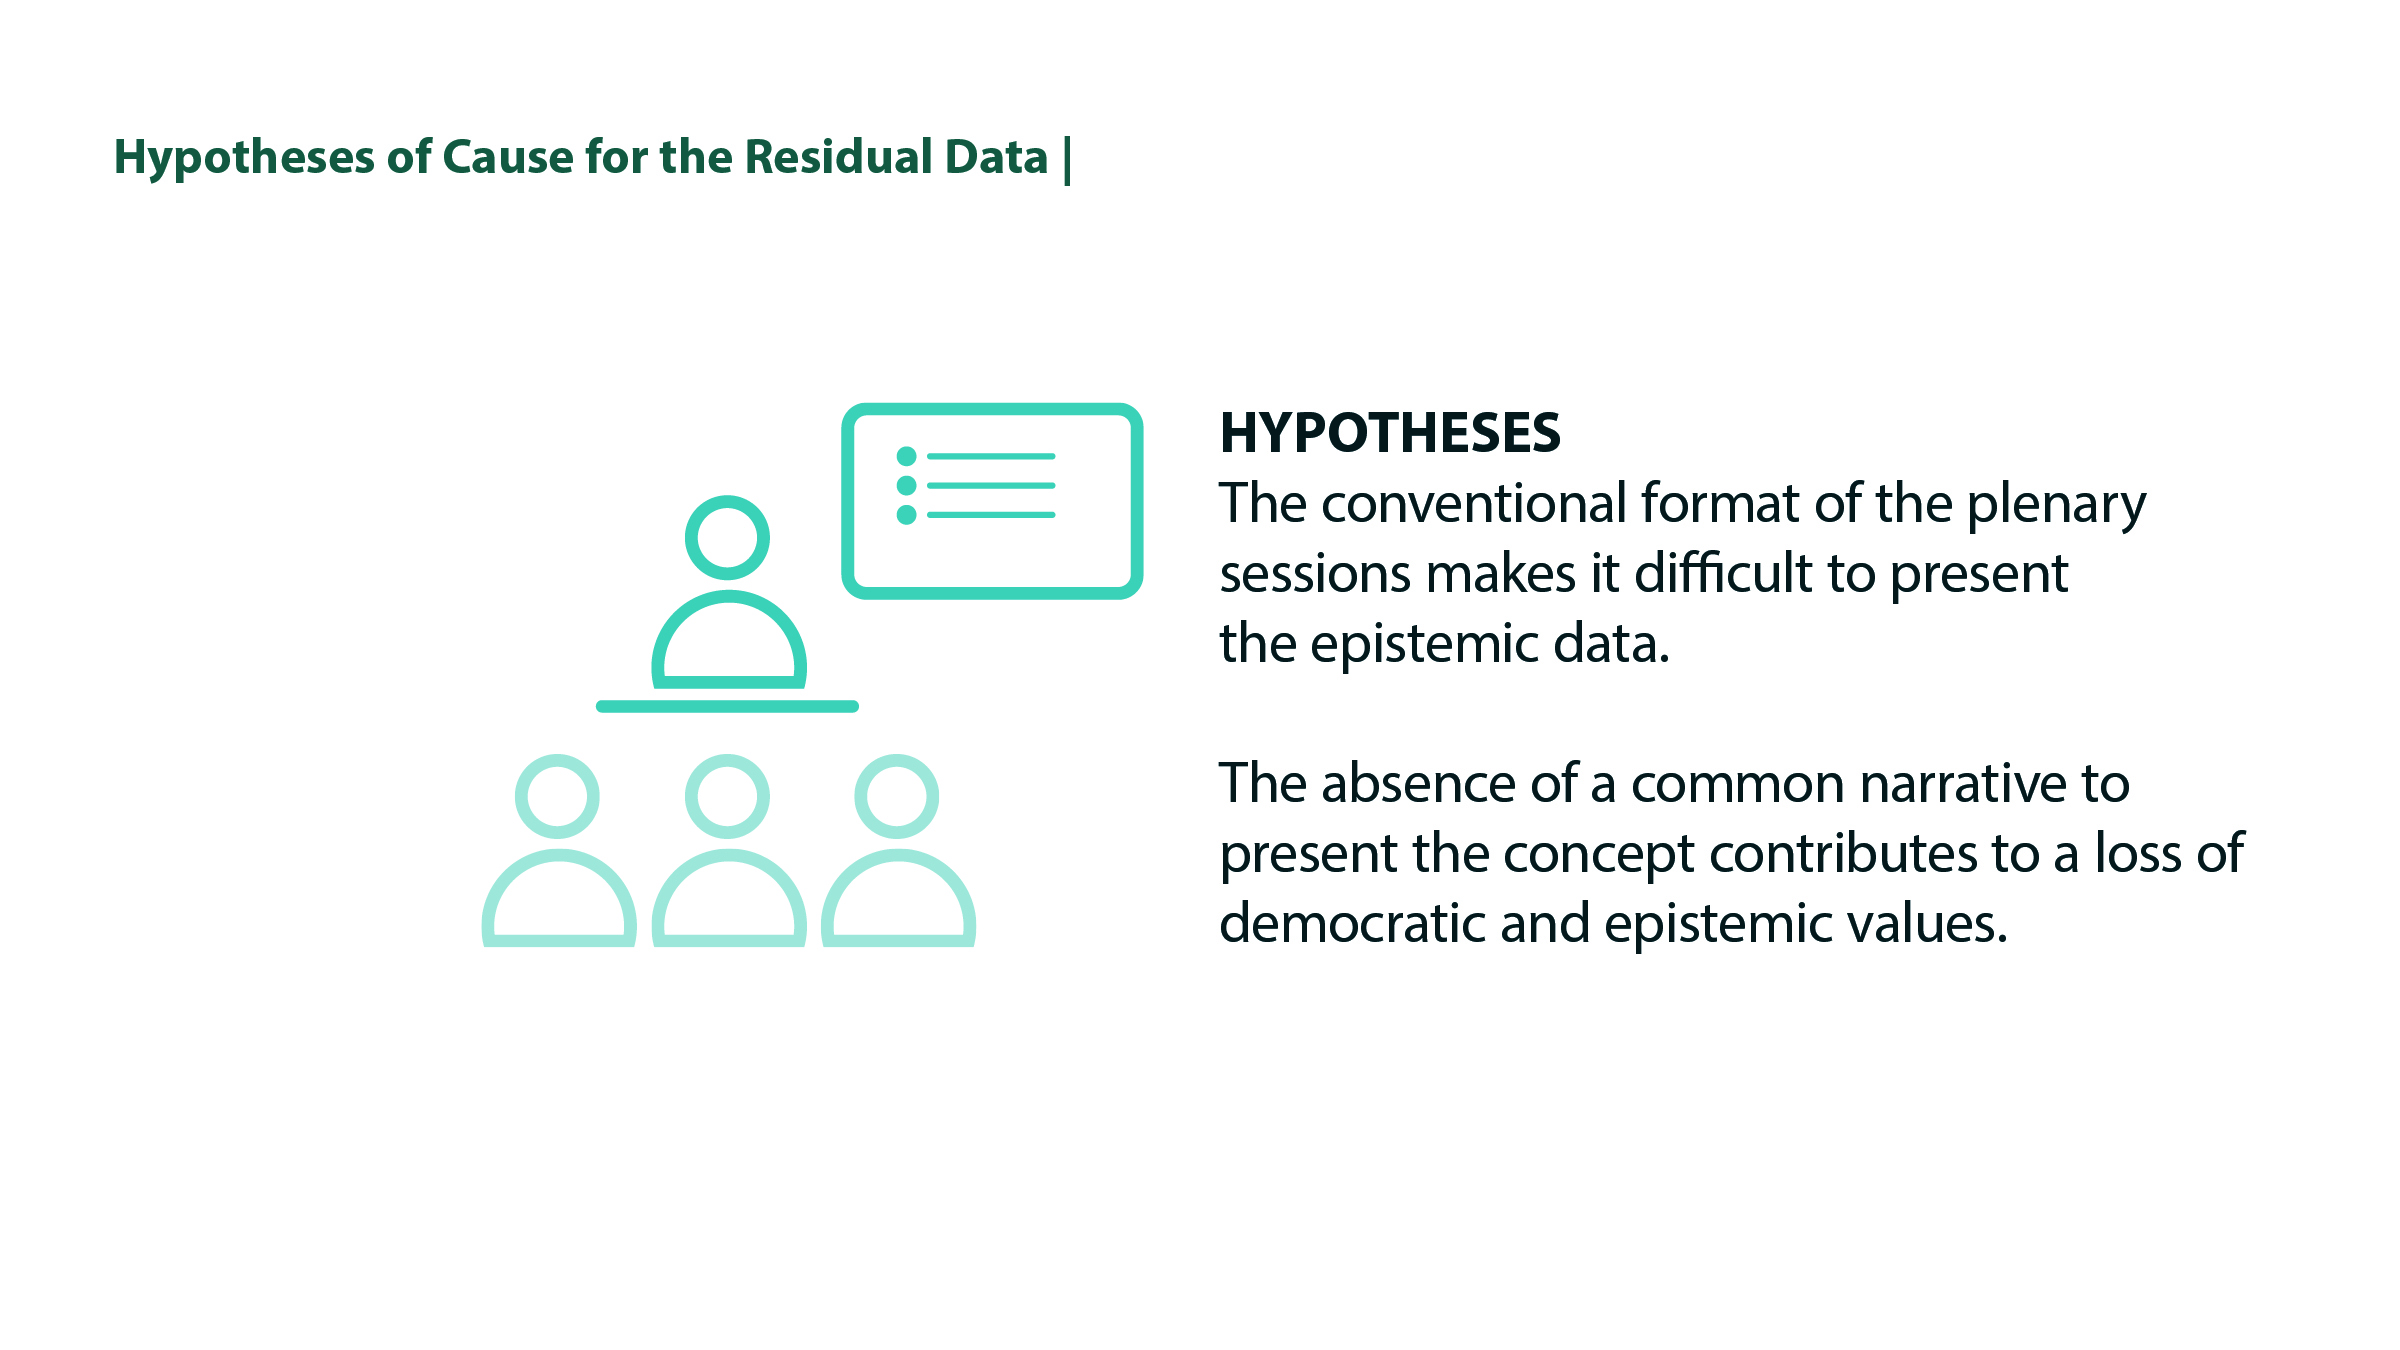 Hypotheses of Cause for the Residual Data |
HYPOTHESES
The conventional format of the plenary
sessions makes it difficult to present
the epistemic data.
The absence of a common narrative to
present the concept contributes to a loss of
democratic and epistemic values.